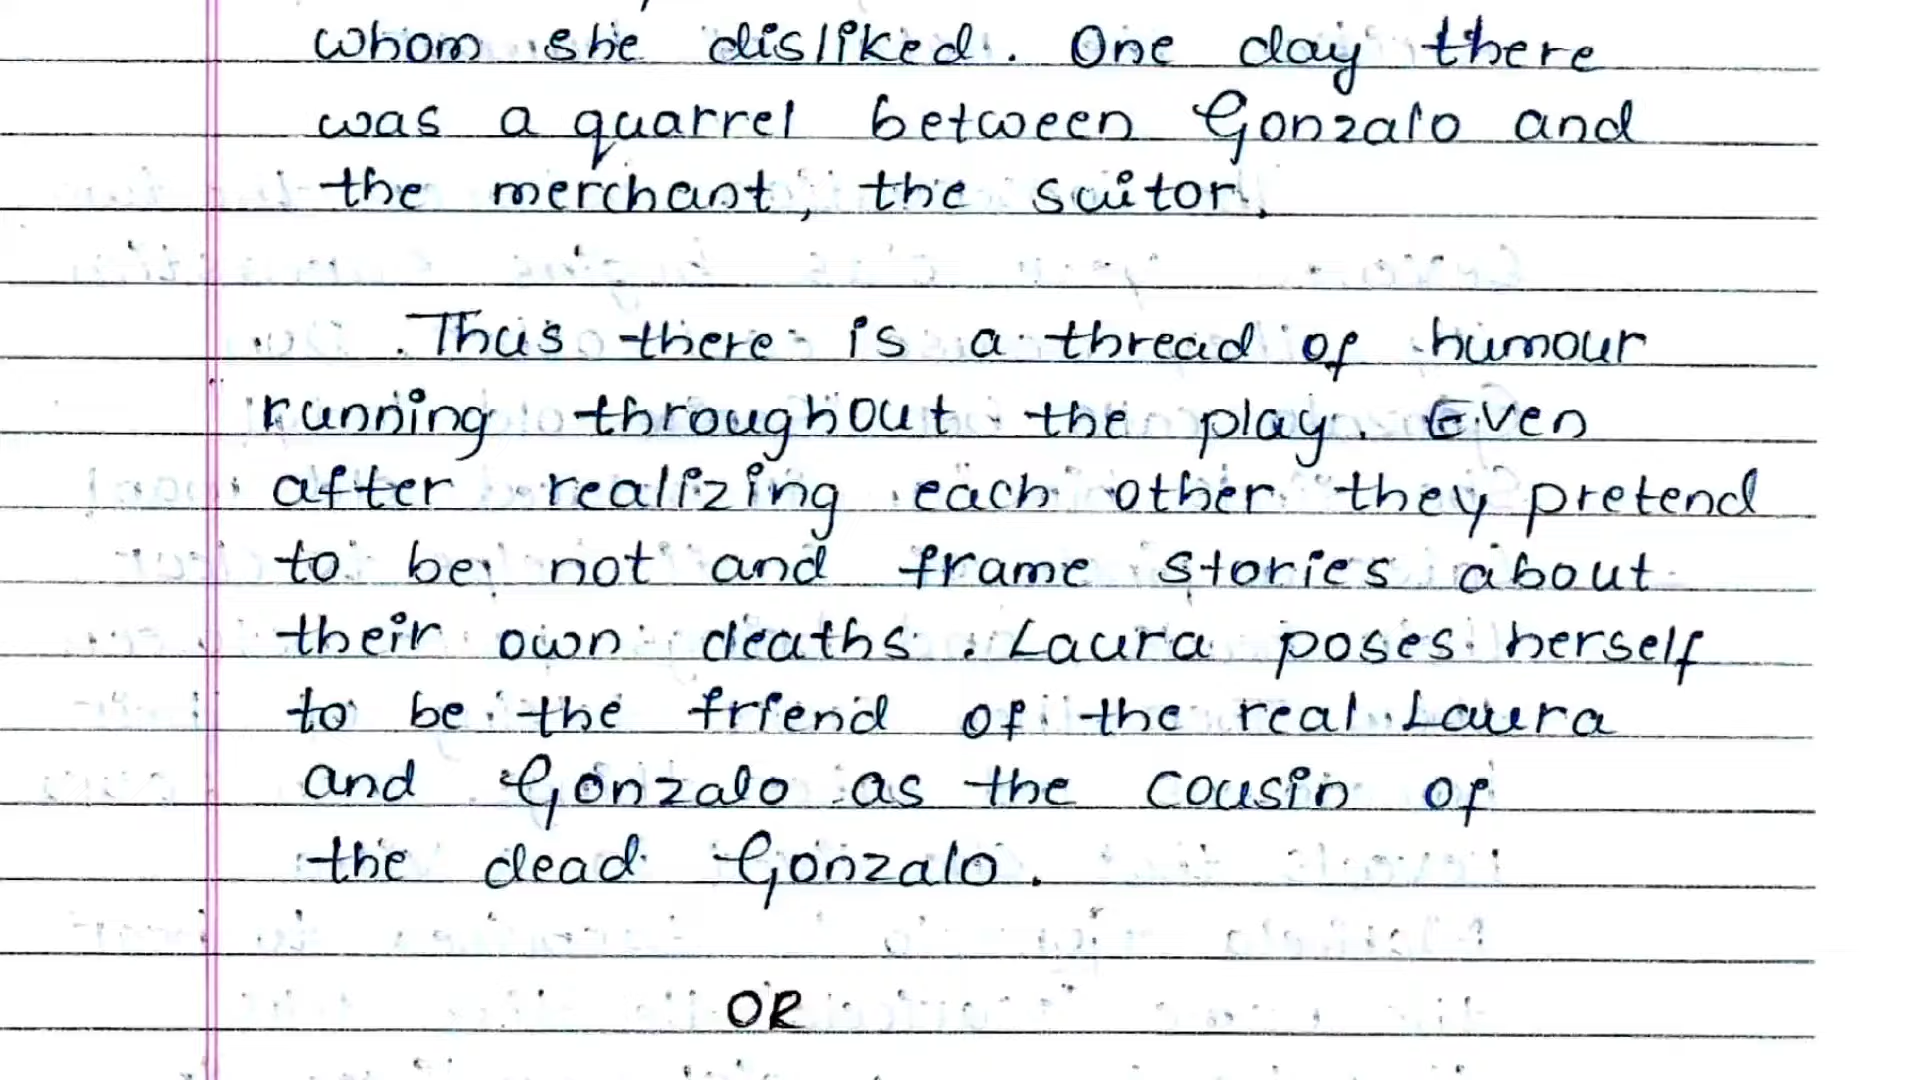 whom she disliked. One day there
was a quarrel between Gonzalo and
the merchant, the suitor.
Thus there is a thread of humour
running throughout the play. Even
after realizing each other they pretend
to be not and frame stories about
their own deaths. Laura poses herself
to be the friend of the real Laura
and Gonzalo as the cousin of
the dead Gonzalo.
OR